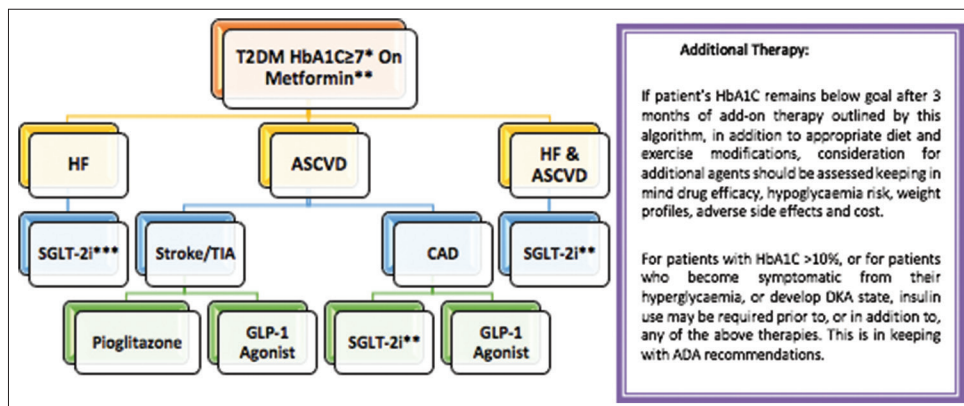 T2DM HbA1C≥7* On
Metformin**
HF
ASCVD
HF &
ASCVD
SGLT-2i***
Stroke/TIA
CAD
SGLT-2i**
Pioglitazone
GLP-1
Agonist
SGLT-2i**
GLP-1
Agonist
Additional Therapy:
If patient's HbA1C remains below goal after 3
months of add-on therapy outlined by this
algorithm, in addition to appropriate diet and
exercise modifications, consideration for
additional agents should be assessed keeping in
mind drug efficacy, hypoglycaemia risk, weight
profiles, adverse side effects and cost.
For patients with HbA1C >10%, or for patients
who become symptomatic from their
hyperglycaemia, or develop DKA state, insulin
use may be required prior to, or in addition to,
any of the above therapies. This is in keeping
with ADA recommendations.